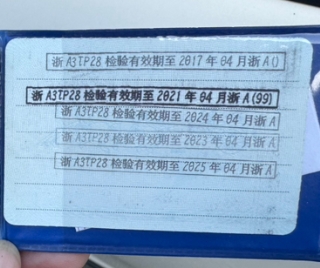 浙 A3TP28 检验有效期至 2017 年 04 月浙 A()
浙 A3TP28 检验有效期至 2021 年 04 月浙 A(99)
浙 A3TP28 检验有效期至 2024 年 04 月浙 A
浙 A3TP28 检验有效期至 2023 年 04 月浙 A
浙 A3TP28 检验有效期至 2025 年 04 月浙 A